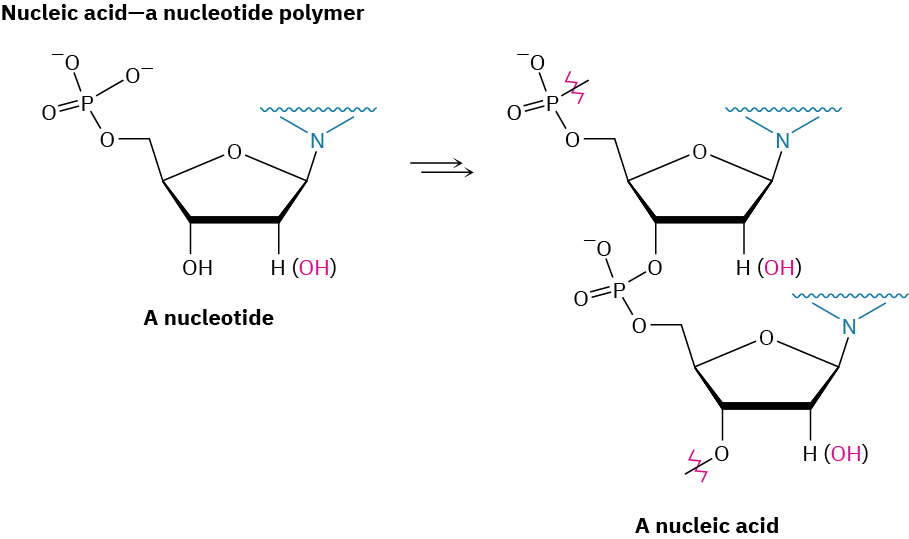 Nucleic acid—a nucleotide polymer
⁻O
O⁻
O
P
O
O
N
OH
H (OH)
A nucleotide
⁻O
O
P
O
O
N
O
H (OH)
⁻O
O
P
O
O
N
O
H (OH)
A nucleic acid